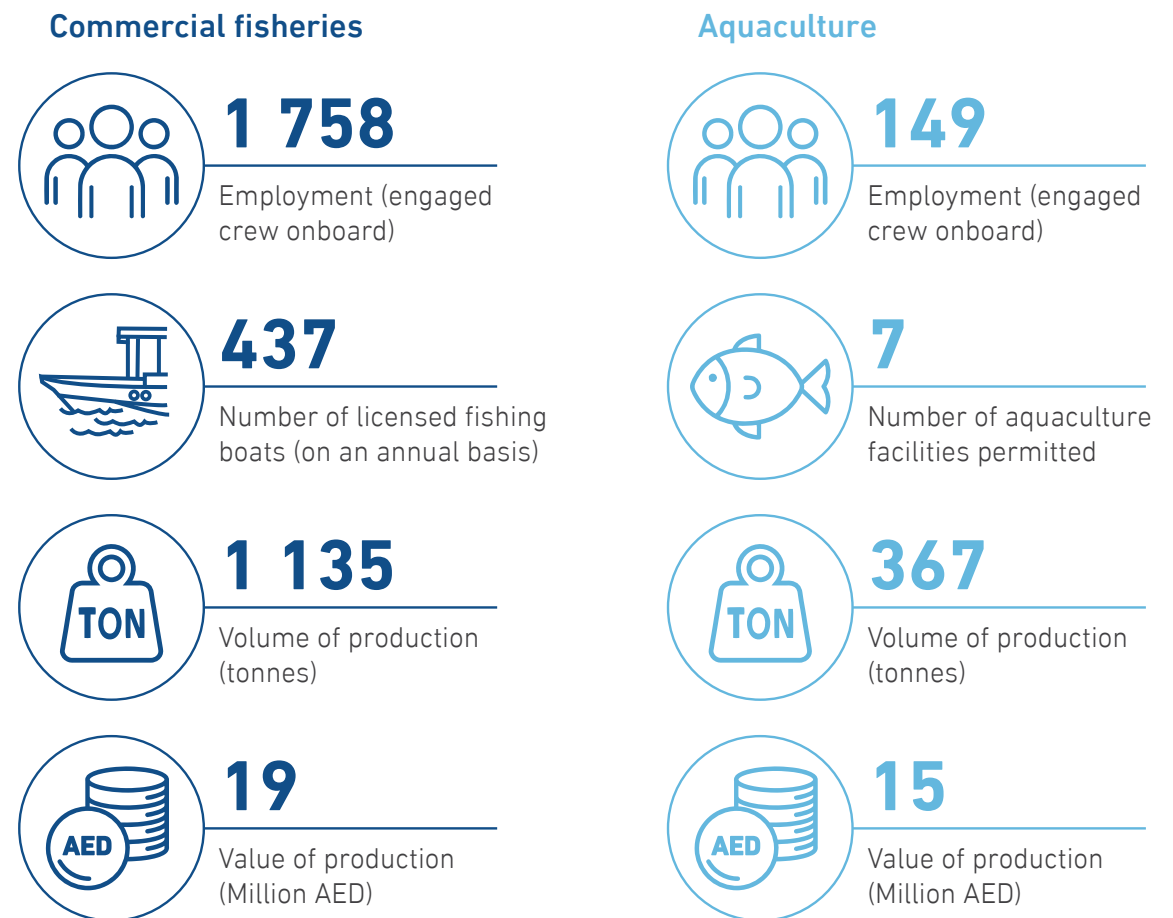 Commercial fisheries
1 758
Employment (engaged
crew onboard)
437
Number of licensed fishing
boats (on an annual basis)
TON
1 135
Volume of production
(tonnes)
AED
19
Value of production
(Million AED)
Aquaculture
149
Employment (engaged
crew onboard)
7
Number of aquaculture
facilities permitted
TON
367
Volume of production
(tonnes)
AED
15
Value of production
(Million AED)